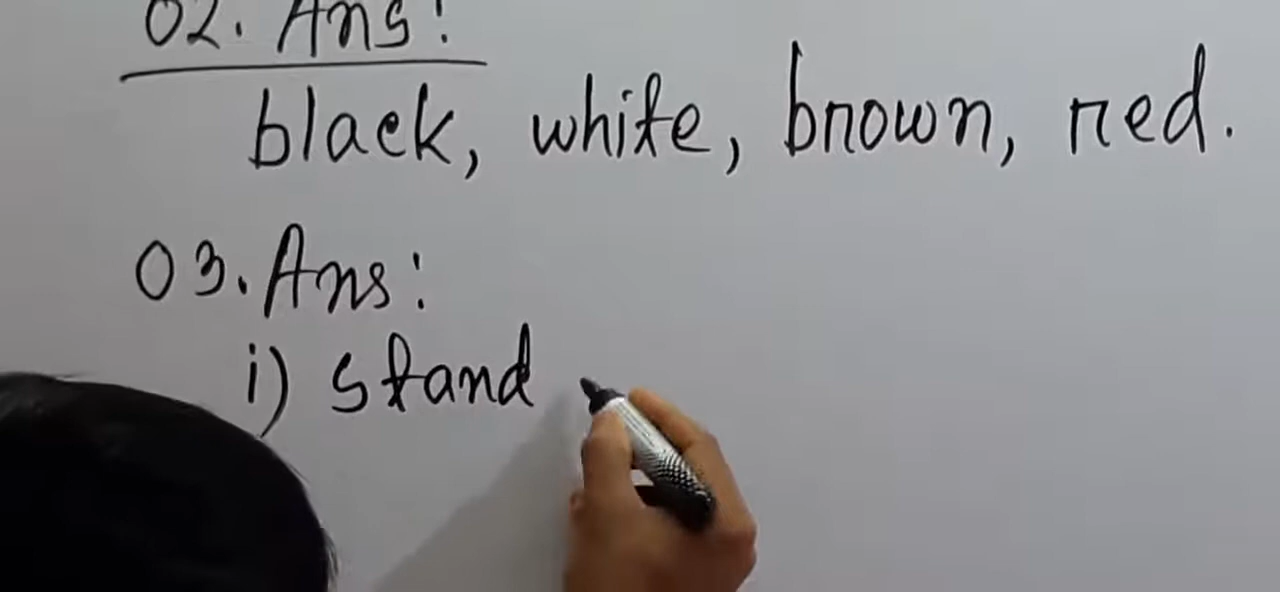 02. Ans:
black, white, brown, red.
03. Ans:
i) stand